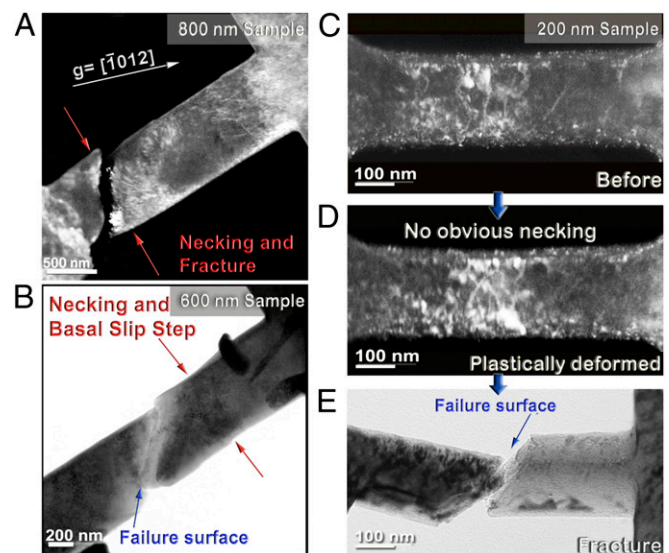 A
800 nm Sample
g= [1̄012]
Necking and
Fracture
500 nm
B
600 nm Sample
Necking and
Basal Slip Step
Failure surface
200 nm
C
200 nm Sample
100 nm
Before
D
No obvious necking
100 nm
Plastically deformed
E
Failure surface
100 nm
Fracture